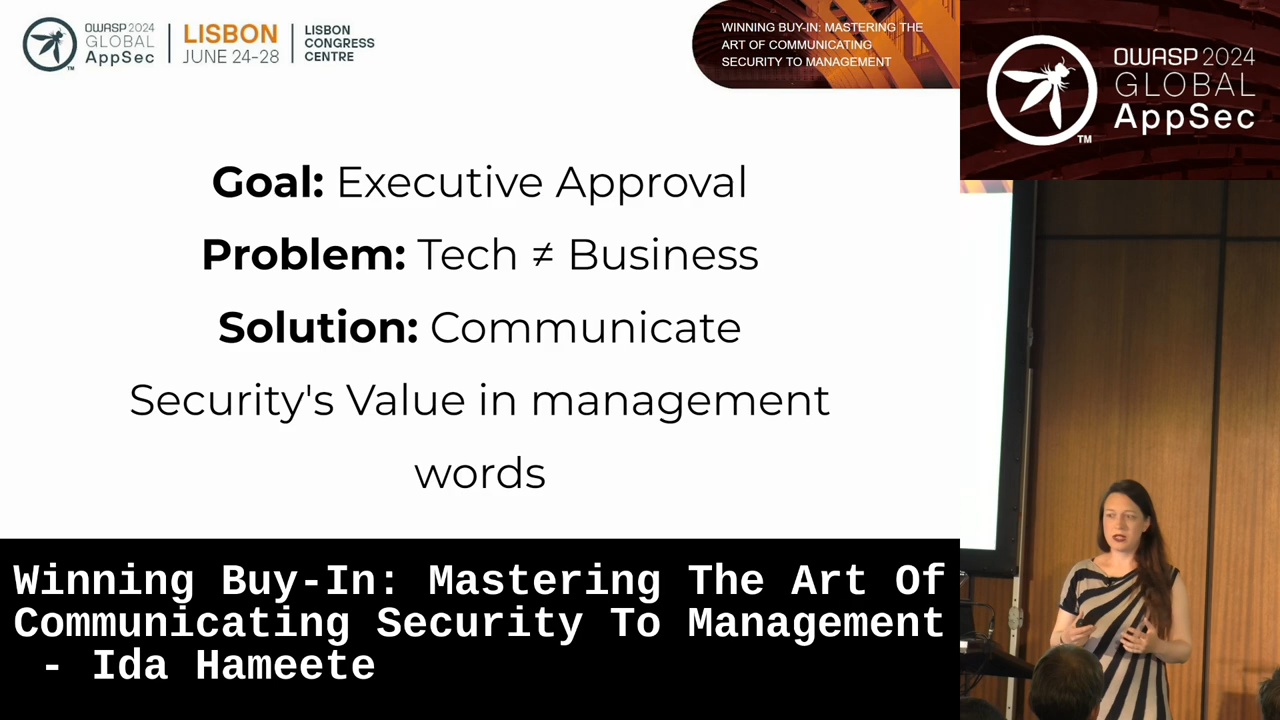 OWASP 2024
GLOBAL
AppSec
TM
LISBON
JUNE 24-28
LISBON
CONGRESS
CENTRE
WINNING BUY-IN: MASTERING THE
ART OF COMMUNICATING
SECURITY TO MANAGEMENT
OWASP 2024
GLOBAL
AppSec
TM
Goal: Executive Approval
Problem: Tech ≠ Business
Solution: Communicate
Security's Value in management
words
Winning Buy-In: Mastering The Art Of
Communicating Security To Management
- Ida Hameete